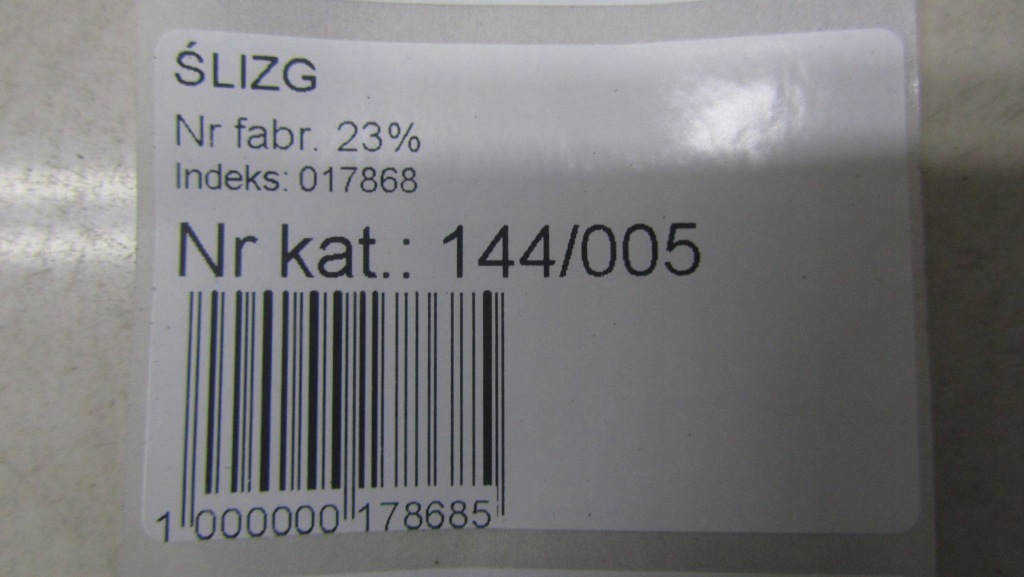 ŚLIZG
Nr fabr. 23%
Indeks: 017868
Nr kat.: 144/005
1 000000 178685